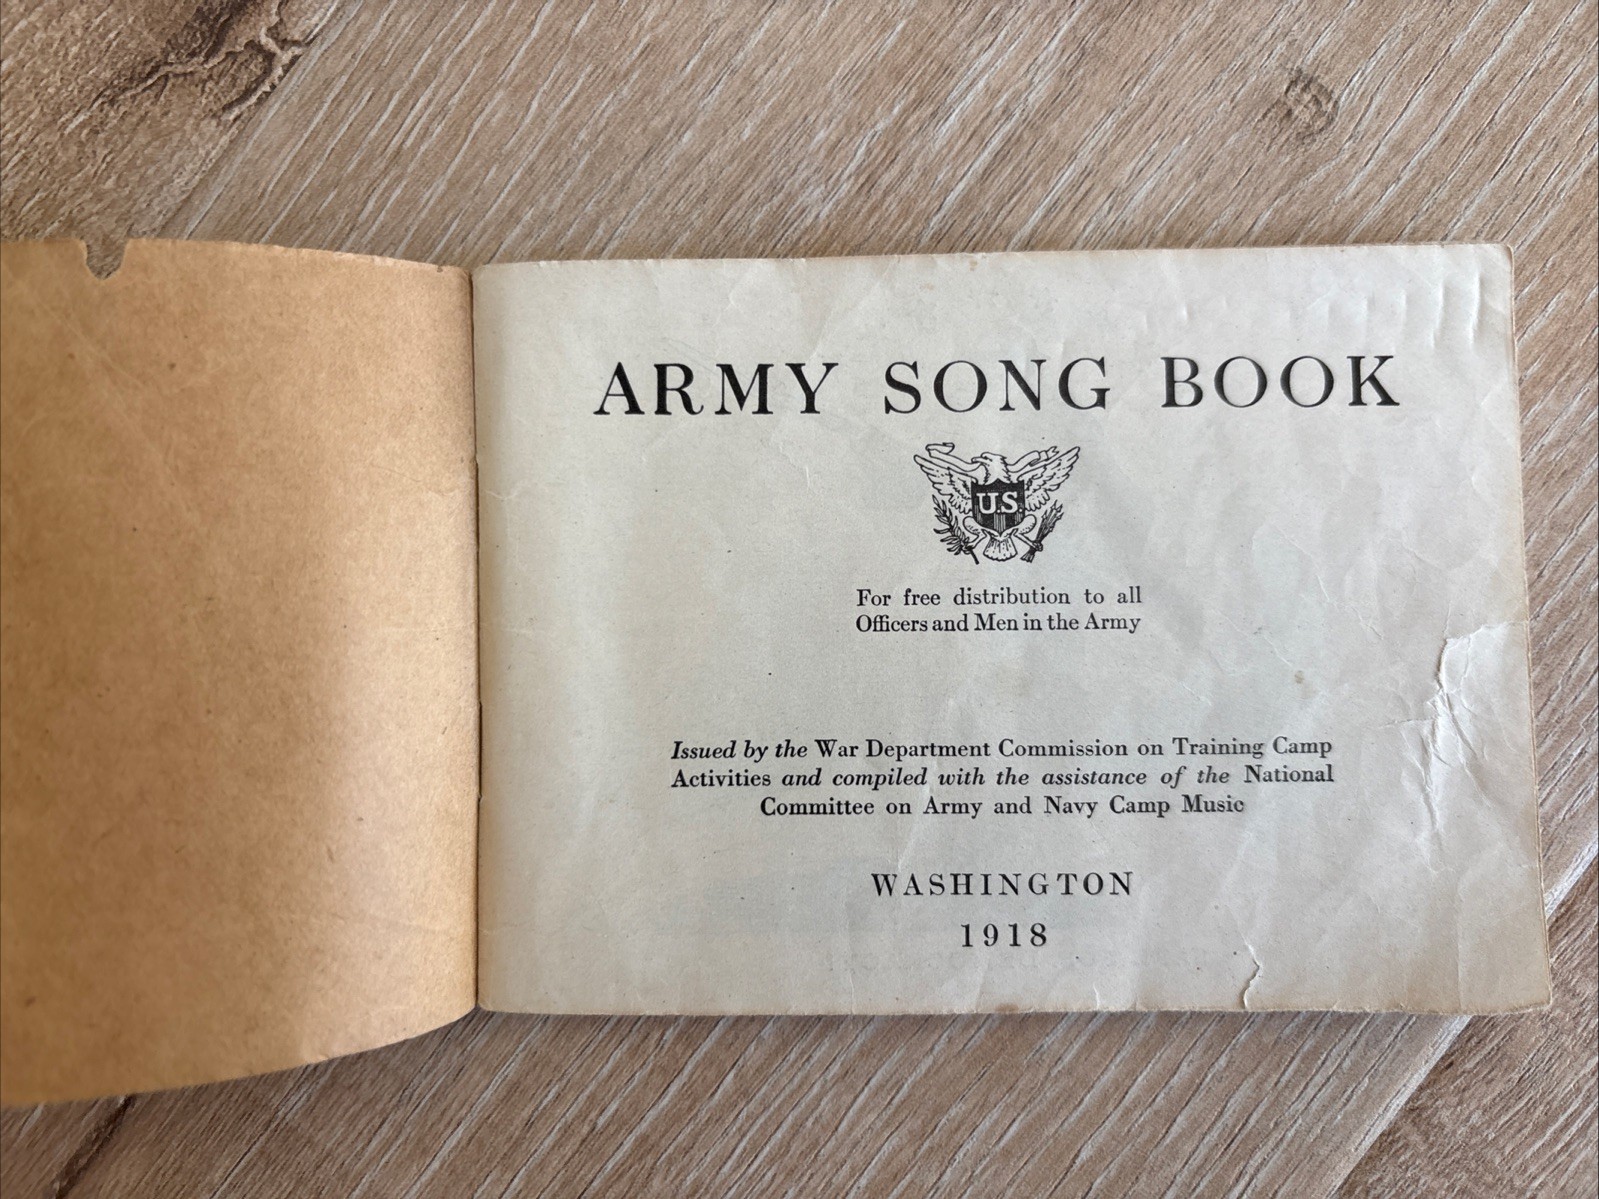 ARMY SONG BOOK
U.S.
For free distribution to all
Officers and Men in the Army
Issued by the War Department Commission on Training Camp
Activities and compiled with the assistance of the National
Committee on Army and Navy Camp Music
WASHINGTON
1918